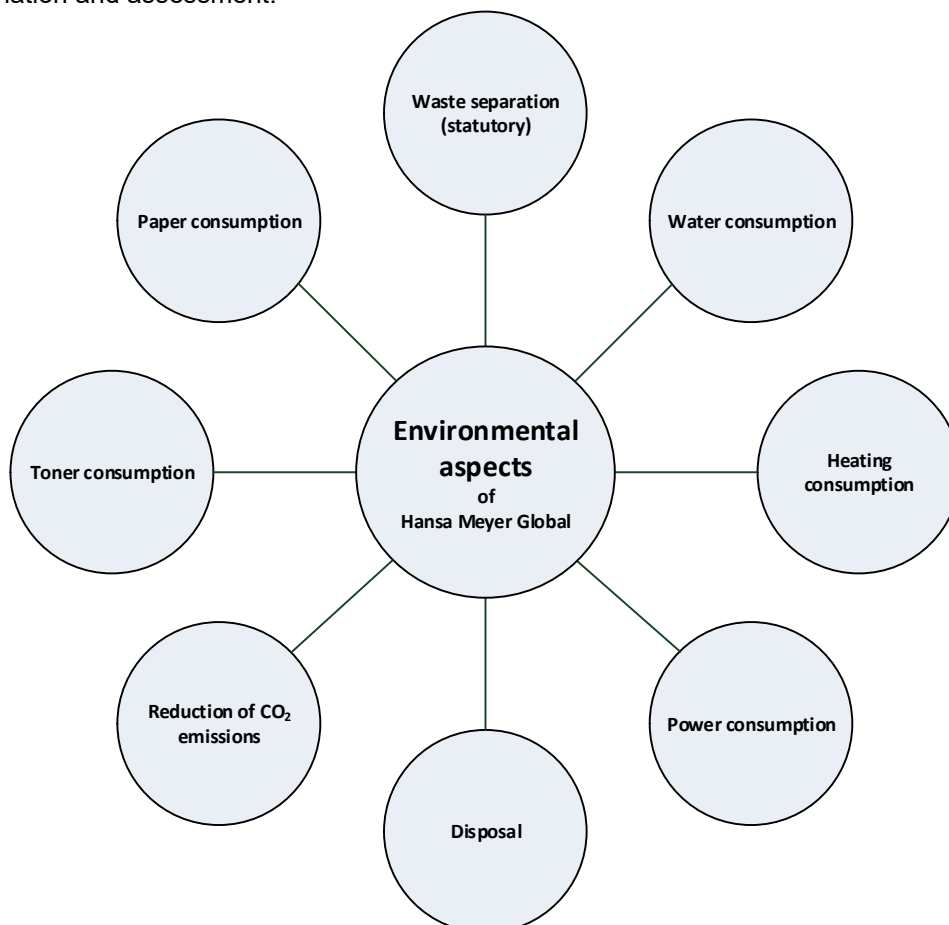 and assessment.
Waste separation
(statutory)
Paper consumption
Water consumption
Environmental
aspects
of
Hansa Meyer Global
Toner consumption
Heating
consumption
Reduction of CO₂
emissions
Power consumption
Disposal